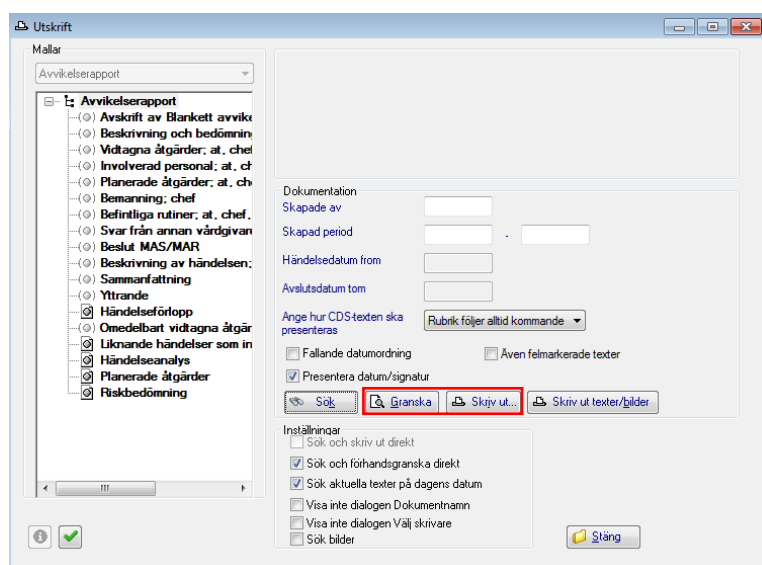 Utskrift
Mallar
Avvikelserapport
Avvikelserapport
Avskrift av Blankett avvike
Beskrivning och bedömning
Vidtagna åtgärder; at, chef
Involverad personal; at, ch
Planerade åtgärder; at, che
Bemanning; chef
Befintliga rutiner; at, chef,
Svar från annan vårdgivare
Beslut MAS/MAR
Beskrivning av händelsen;
Sammanfattning
Yttrande
Händelseförlopp
Omedelbart vidtagna åtgär
Liknande händelser som in
Händelseanalys
Planerade åtgärder
Riskbedömning
Dokumentation
Skapade av
Skapad period -
Händelsedatum from
Avslutsdatum tom
Ange hur CDS-texten ska
presenteras
Rubrik följer alltid kommande
Fallande datumordning
Även felmarkerade texter
Presentera datum/signatur
Sök Granska Skriv ut... Skriv ut texter/bilder
Inställningar
Sök och skriv ut direkt
Sök och förhandsgranska direkt
Sök aktuella texter på dagens datum
Visa inte dialogen Dokumentnamn
Visa inte dialogen Välj skrivare
Sök bilder
Stäng